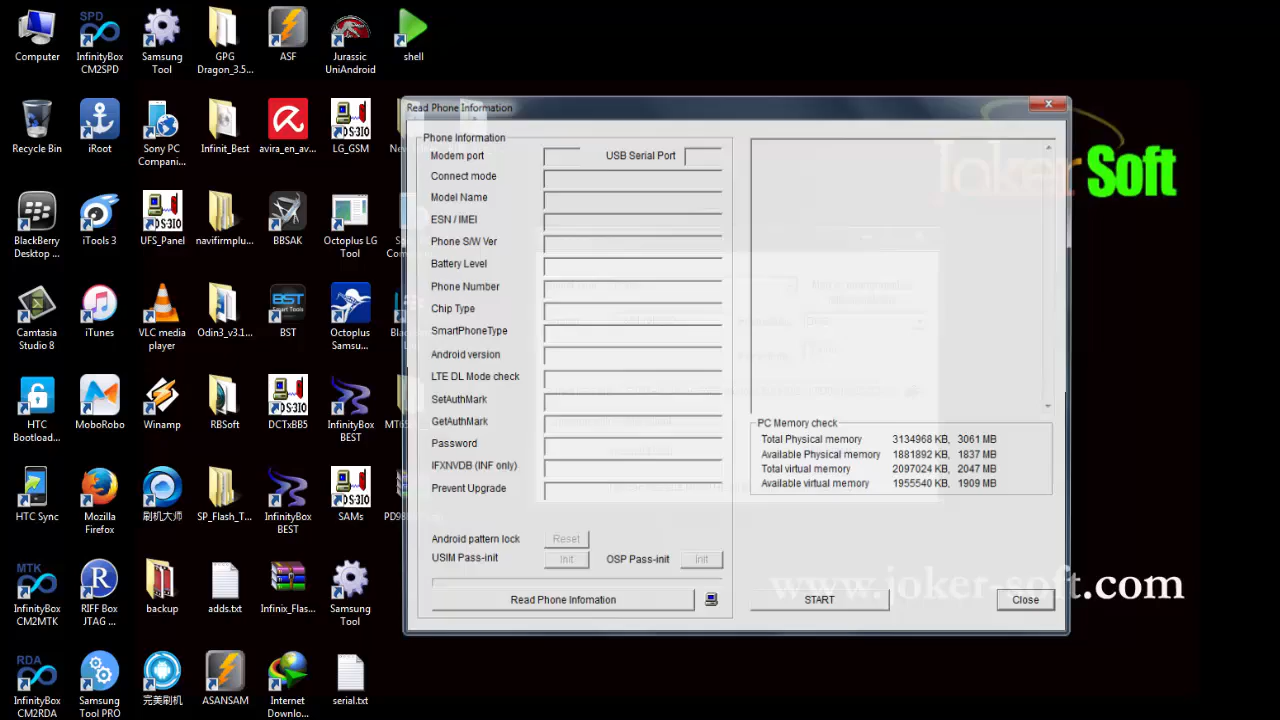 Computer
SPD
InfinityBox
CM2SPD
Samsung
Tool
GPG
Dragon_3.5...
ASF
Jurassic
UniAndroid
shell
Recycle Bin
iRoot
Sony PC
Compani...
Infinit_Best
avira_en_av...
LG_GSM
BlackBerry
Desktop ...
iTools 3
UFS_Panel
navifirmplu...
BBSAK
Octoplus LG
Tool
Camtasia
Studio 8
iTunes
VLC media
player
Odin3_v3.1...
BST
Octoplus
Samsu...
HTC
Bootload...
MoboRobo
Winamp
RBSoft
DCTxBB5
InfinityBox
BEST
HTC Sync
Mozilla
Firefox
刷机大师
SP_Flash_T...
InfinityBox
BEST
SAMs
MTK
InfinityBox
CM2MTK
RIFF Box
JTAG ...
backup
adds.txt
Infinix_Flas...
Samsung
Tool
RDA
InfinityBox
CM2RDA
Samsung
Tool PRO
完美刷机
ASANSAM
Internet
Downlo...
serial.txt
Read Phone Information
Phone Information
Modem port
USB Serial Port
Connect mode
Model Name
ESN / IMEI
Phone S/W Ver
Battery Level
Phone Number
Chip Type
SmartPhoneType
Android version
LTE DL Mode check
SetAuthMark
GetAuthMark
Password
IFXNVDB (INF only)
Prevent Upgrade
Android pattern lock
Reset
USIM Pass-init
Init
OSP Pass-init
Init
Read Phone Information
PC Memory check
Total Physical memory 3134968 KB, 3061 MB
Available Physical memory 1881892 KB, 1837 MB
Total virtual memory 2097024 KB, 2047 MB
Available virtual memory 1955540 KB, 1909 MB
START
Close
Joker Soft
www.joker-soft.com